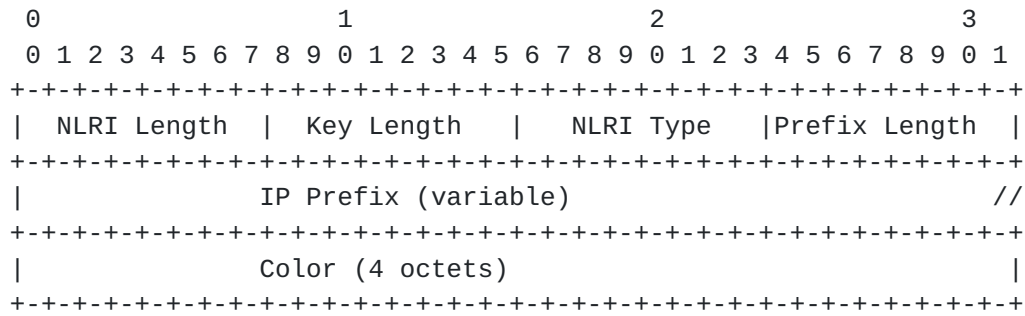 0                   1                   2                   3
 0 1 2 3 4 5 6 7 8 9 0 1 2 3 4 5 6 7 8 9 0 1 2 3 4 5 6 7 8 9 0 1
+-+-+-+-+-+-+-+-+-+-+-+-+-+-+-+-+-+-+-+-+-+-+-+-+-+-+-+-+-+-+-+-+
|  NLRI Length  |  Key Length   |   NLRI Type   |Prefix Length  |
+-+-+-+-+-+-+-+-+-+-+-+-+-+-+-+-+-+-+-+-+-+-+-+-+-+-+-+-+-+-+-+-+
|               IP Prefix (variable)                           //
+-+-+-+-+-+-+-+-+-+-+-+-+-+-+-+-+-+-+-+-+-+-+-+-+-+-+-+-+-+-+-+-+
|               Color (4 octets)                                |
+-+-+-+-+-+-+-+-+-+-+-+-+-+-+-+-+-+-+-+-+-+-+-+-+-+-+-+-+-+-+-+-+